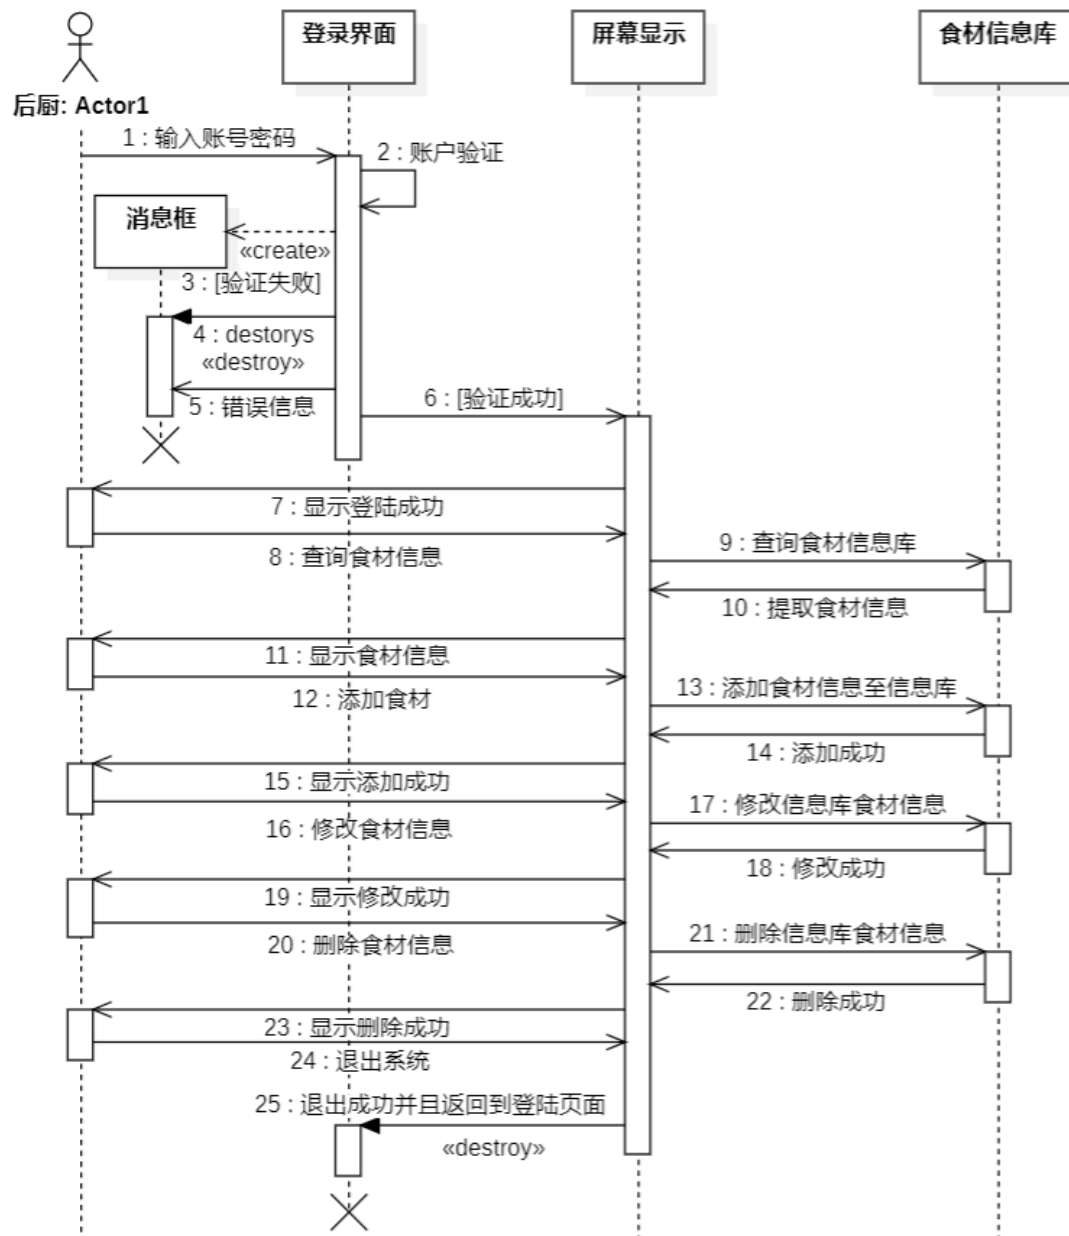 登录界面
屏幕显示
食材信息库
后厨: Actor1
1 : 输入账号密码
2 : 账户验证
消息框
«create»
3 : [验证失败]
4 : destorys
«destroy»
5 : 错误信息
6 : [验证成功]
7 : 显示登陆成功
8 : 查询食材信息
9 : 查询食材信息库
10 : 提取食材信息
11 : 显示食材信息
12 : 添加食材
13 : 添加食材信息至信息库
14 : 添加成功
15 : 显示添加成功
16 : 修改食材信息
17 : 修改信息库食材信息
18 : 修改成功
19 : 显示修改成功
20 : 删除食材信息
21 : 删除信息库食材信息
22 : 删除成功
23 : 显示删除成功
24 : 退出系统
25 : 退出成功并且返回到登陆页面
«destroy»